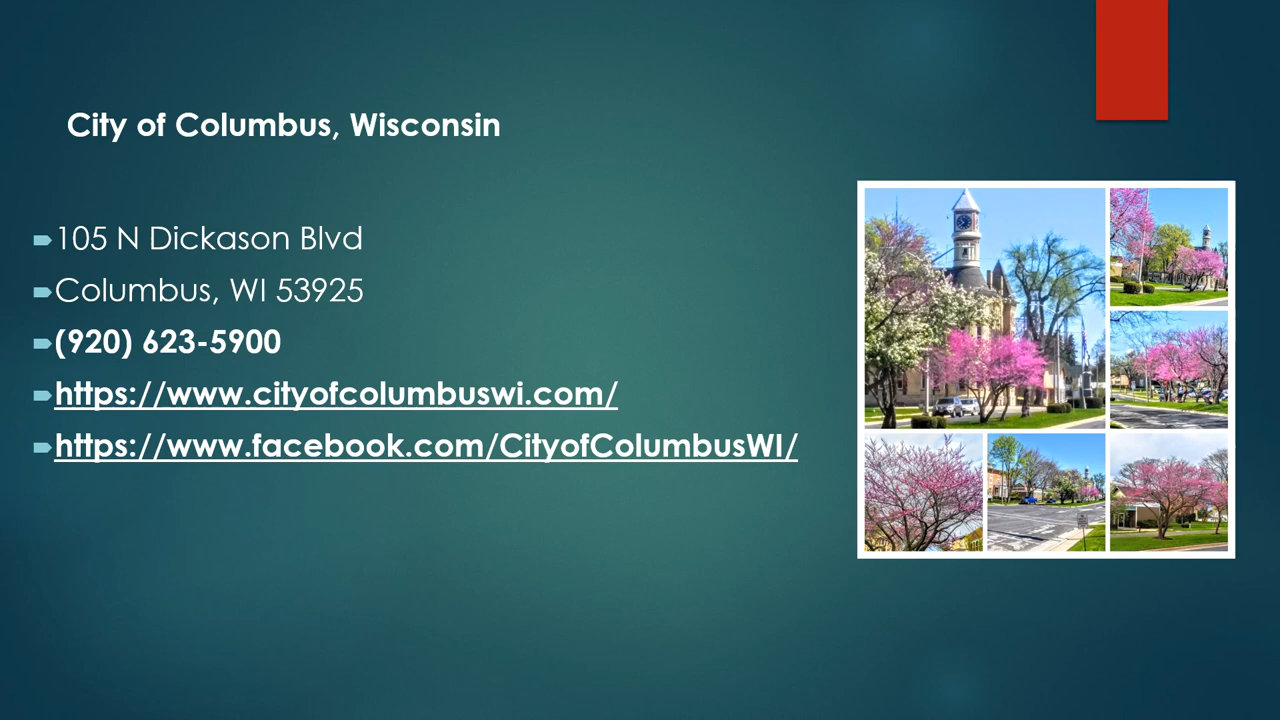 City of Columbus, Wisconsin
105 N Dickason Blvd
Columbus, WI 53925
(920) 623-5900
https://www.cityofcolumbuswi.com/
https://www.facebook.com/CityofColumbusWI/